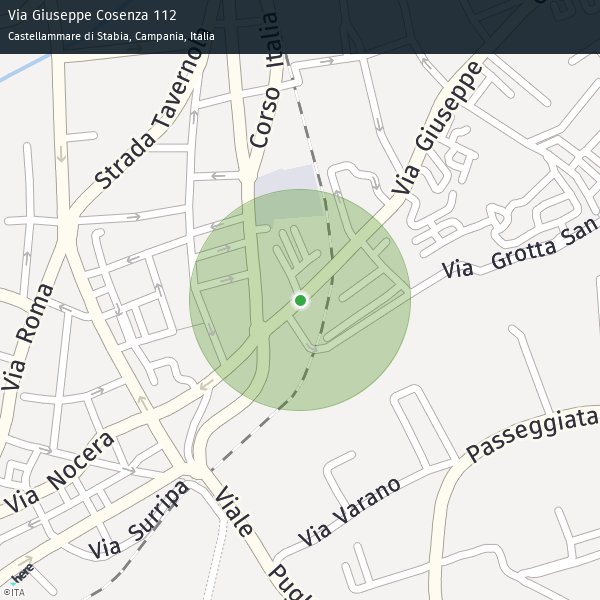 Via Giuseppe Cosenza 112
Castellammare di Stabia, Campania, Italia
Strada Tavernola
Corso Italia
Via Giuseppe
Via Grotta San
Via Roma
Via Nocera
Passeggiata
Via Surripa
Viale
Via Varano
here
©ITA